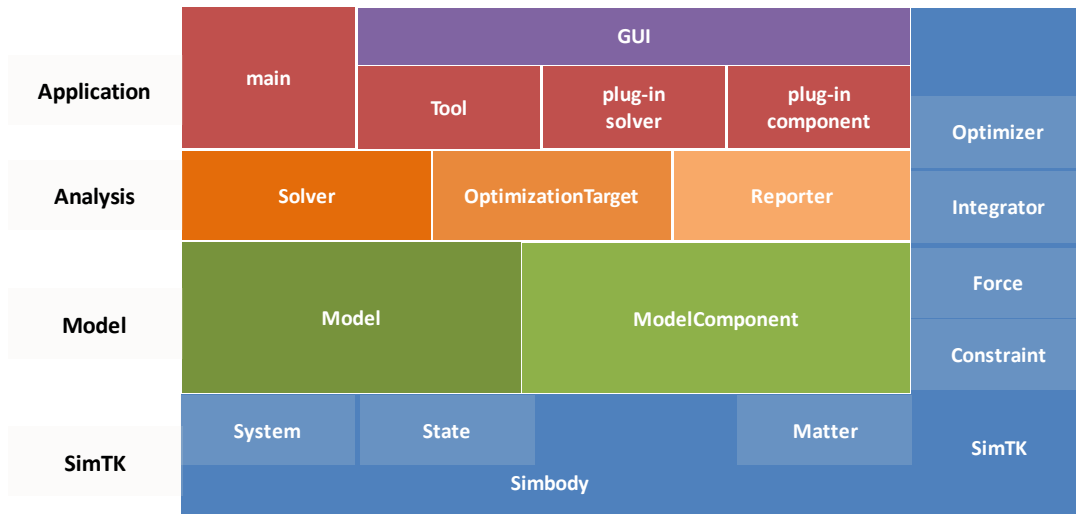 GUI
Application
main
Tool
plug-in
solver
plug-in
component
Optimizer
Analysis
Solver
OptimizationTarget
Reporter
Integrator
Model
Model
ModelComponent
Force
Constraint
SimTK
System
State
Matter
SimTK
Simbody